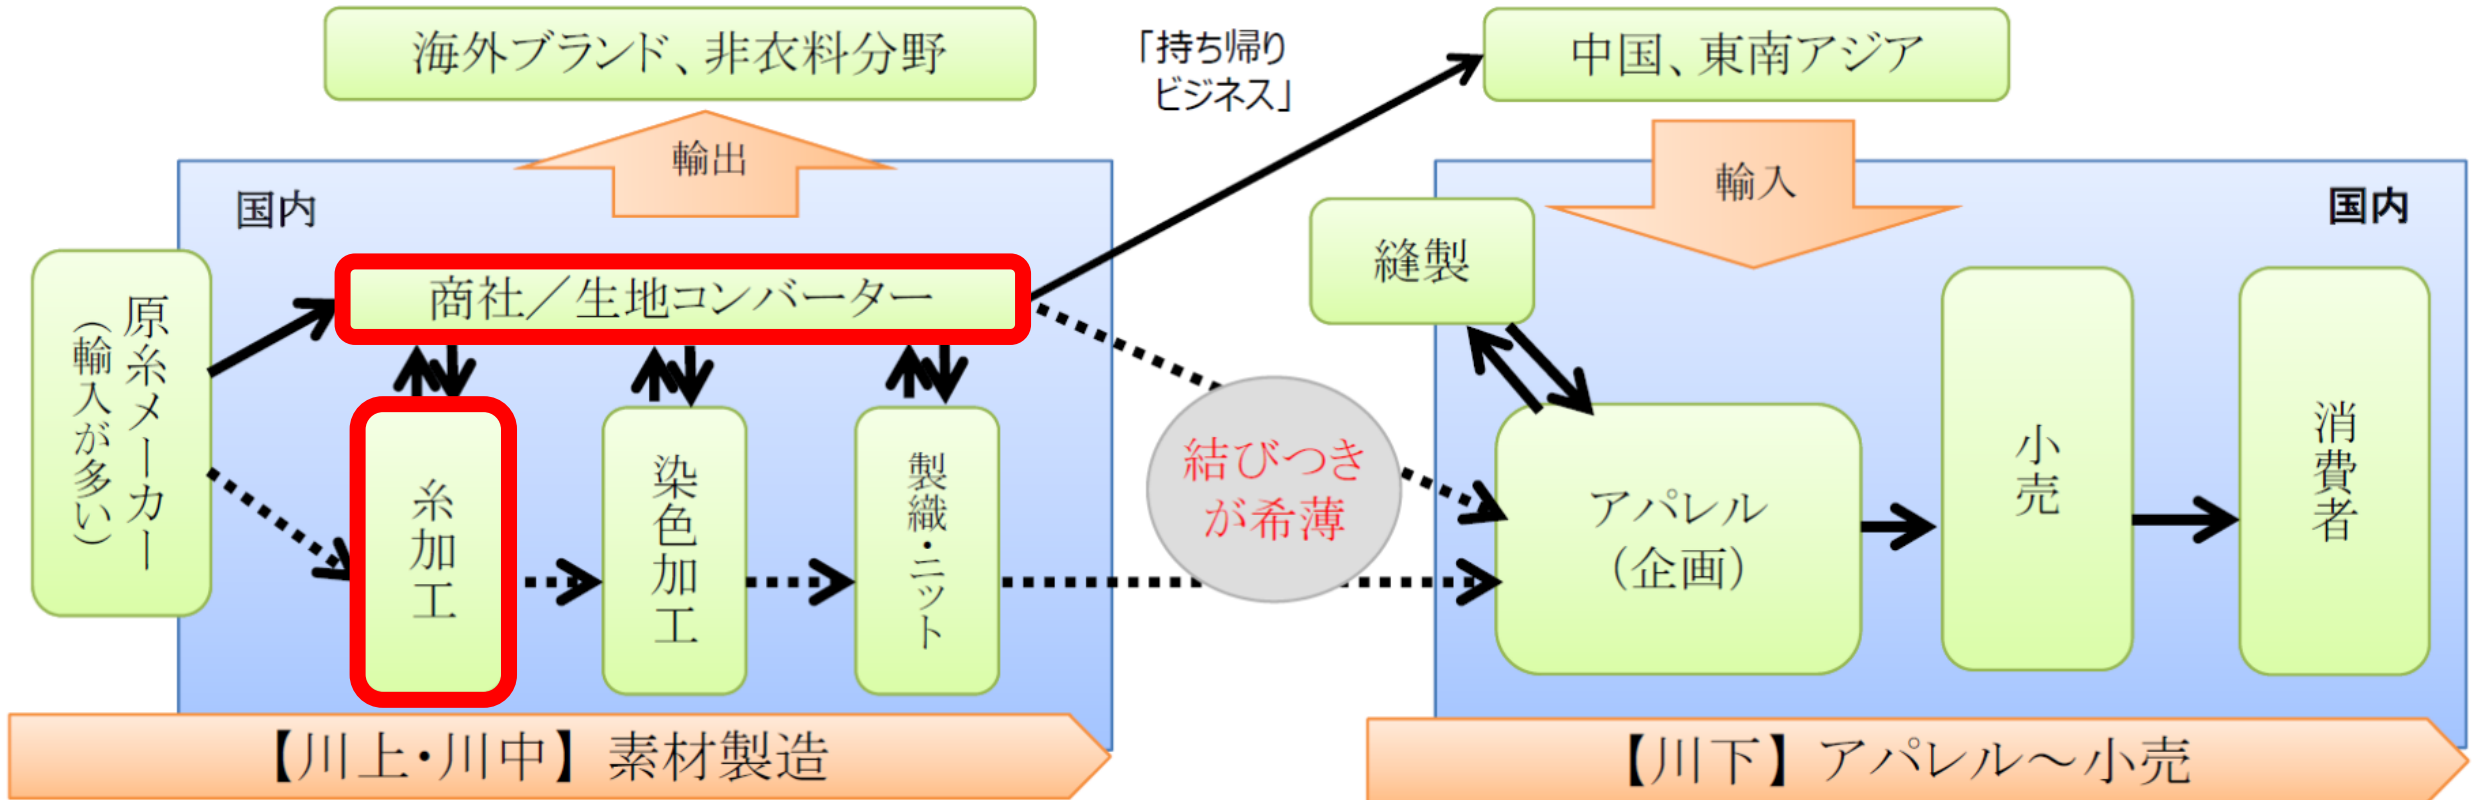 海外ブランド、非衣料分野
「持ち帰り
ビジネス」
中国、東南アジア
輸出
輸入
国内
国内
商社／生地コンバーター
縫製
原糸メーカー
（輸入が多い）
糸加工
染色加工
製織・ニット
結びつき
が希薄
アパレル
（企画）
小売
消費者
【川上・川中】素材製造
【川下】アパレル～小売